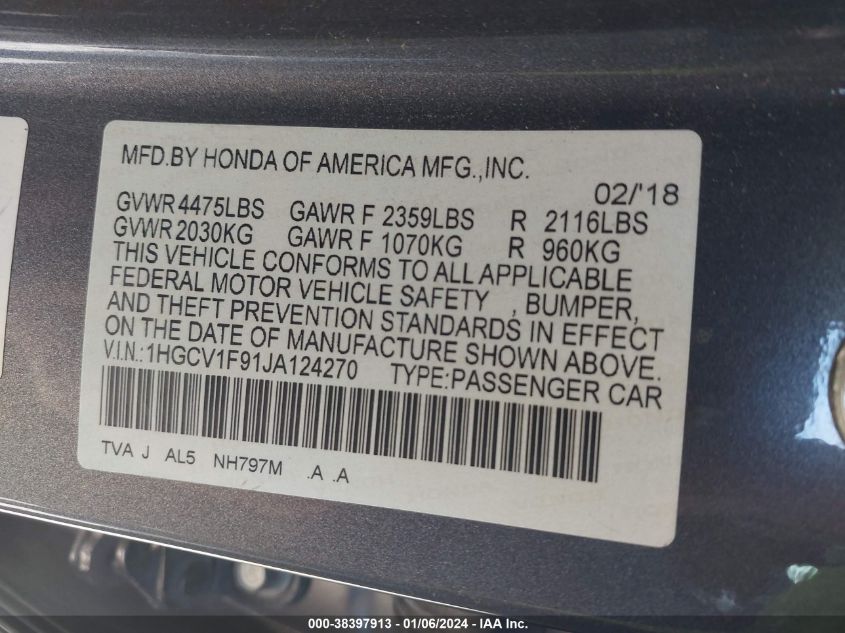 MFD.BY HONDA OF AMERICA MFG.,INC.
02/'18
GVWR 4475LBS GAWR F 2359LBS R 2116LBS
GVWR 2030KG GAWR F 1070KG R 960KG
THIS VEHICLE CONFORMS TO ALL APPLICABLE
FEDERAL MOTOR VEHICLE SAFETY , BUMPER,
AND THEFT PREVENTION STANDARDS IN EFFECT
ON THE DATE OF MANUFACTURE SHOWN ABOVE.
V.I.N.:1HGCV1F91JA124270 TYPE:PASSENGER CAR
TVA J AL5 NH797M .A .A
000-38397913 - 01/06/2024 - IAAI.COM